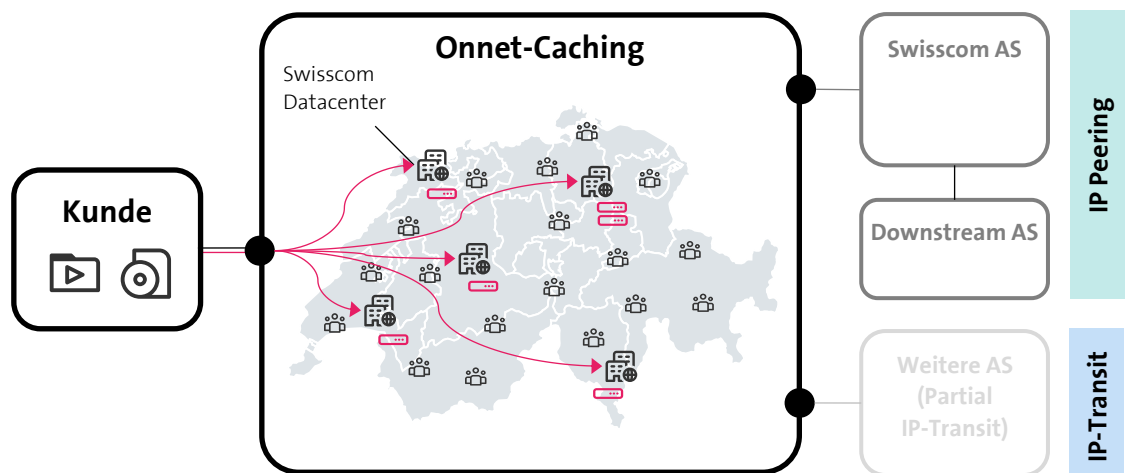 Onnet-Caching
Swisscom
Datacenter
Kunde
Swisscom AS
Downstream AS
IP Peering
Weitere AS
(Partial
IP-Transit)
IP-Transit